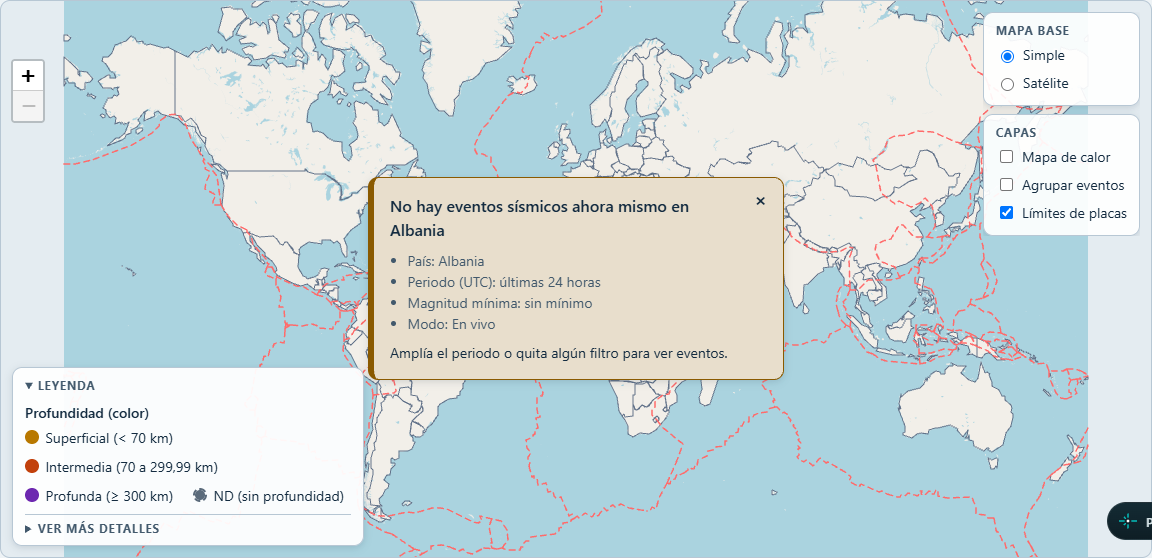 +
−
MAPA BASE
Simple
Satélite
CAPAS
Mapa de calor
Agrupar eventos
Límites de placas
No hay eventos sísmicos ahora mismo en
Albania
×
• País: Albania
• Periodo (UTC): últimas 24 horas
• Magnitud mínima: sin mínimo
• Modo: En vivo
Amplía el periodo o quita algún filtro para ver eventos.
▼ LEYENDA
Profundidad (color)
Superficial (< 70 km)
Intermedia (70 a 299,99 km)
Profunda (≥ 300 km) ND (sin profundidad)
▶ VER MÁS DETALLES
P